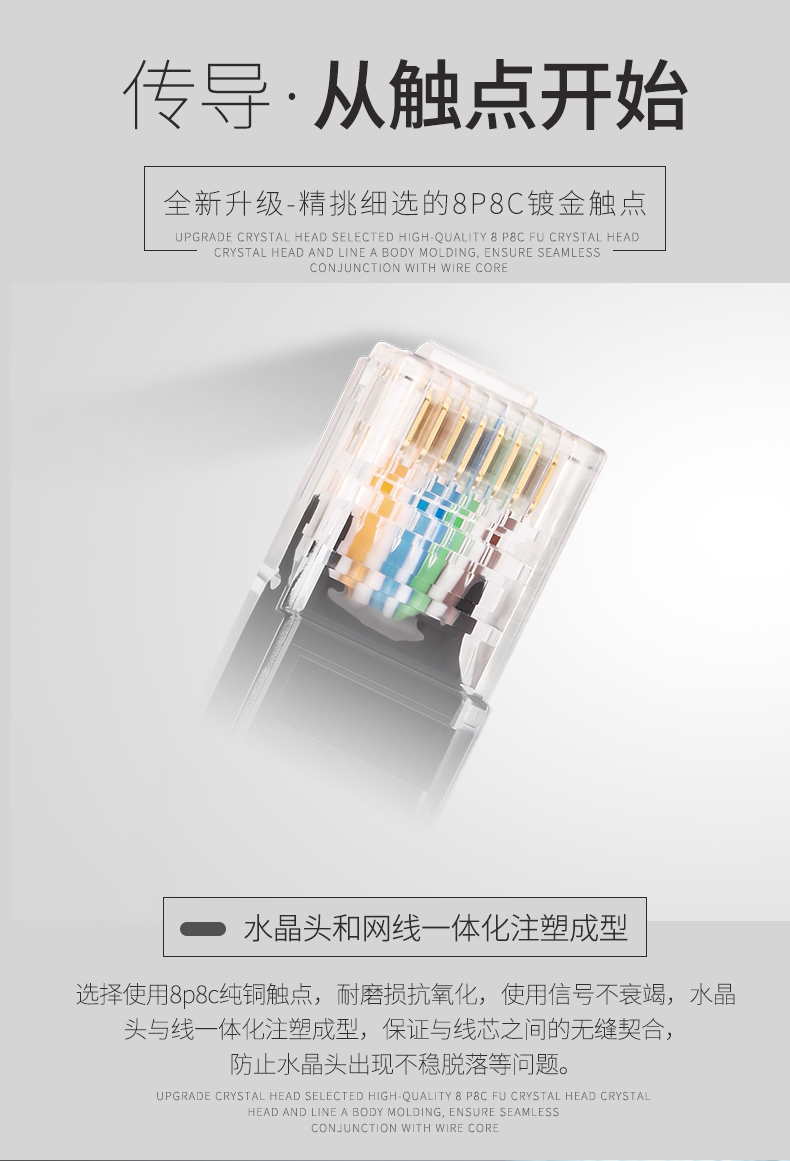 传导·从触点开始
全新升级-精挑细选的8P8C镀金触点
UPGRADE CRYSTAL HEAD SELECTED HIGH-QUALITY 8 P8C FU CRYSTAL HEAD
CRYSTAL HEAD AND LINE A BODY MOLDING, ENSURE SEAMLESS
CONJUNCTION WITH WIRE CORE
水晶头和网线一体化注塑成型
选择使用8p8c纯铜触点，耐磨损抗氧化，使用信号不衰竭，水晶
头与线一体化注塑成型，保证与线芯之间的无缝契合，
防止水晶头出现不稳脱落等问题。
UPGRADE CRYSTAL HEAD SELECTED HIGH-QUALITY 8 P8C FU CRYSTAL HEAD CRYSTAL
HEAD AND LINE A BODY MOLDING, ENSURE SEAMLESS
CONJUNCTION WITH WIRE CORE